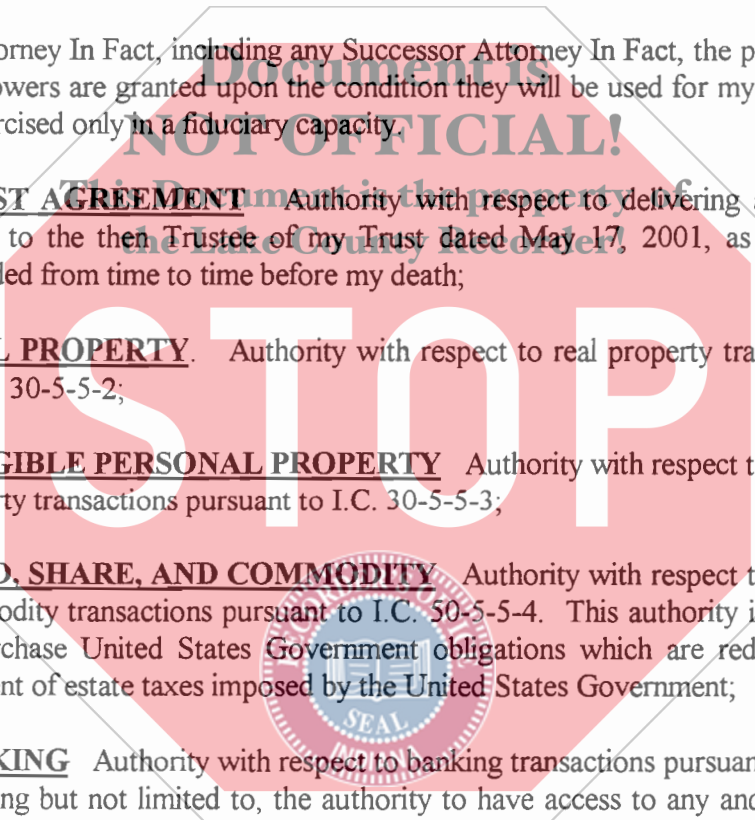 orney In Fact, including any Successor Attorney In Fact, the p
owers are granted upon the condition they will be used for my
rcised only in a fiduciary capacity.
Document is
NOT OFFICIAL!
This Document is the property of
the Lake County Recorder!
ST AGREEMENT Authority with respect to delivering
to the then Trustee of my Trust dated May 17, 2001, as
led from time to time before my death;
STOP
L PROPERTY. Authority with respect to real property tra
30-5-5-2;
GIBLE PERSONAL PROPERTY Authority with respect t
rty transactions pursuant to I.C. 30-5-5-3;
D, SHARE, AND COMMODITY Authority with respect t
odity transactions pursuant to I.C. 50-5-5-4. This authority i
rchase United States Government obligations which are red
nt of estate taxes imposed by the United States Government;
SEAL
INDIANA
KING Authority with respect to banking transactions pursuan
ng but not limited to, the authority to have access to any and